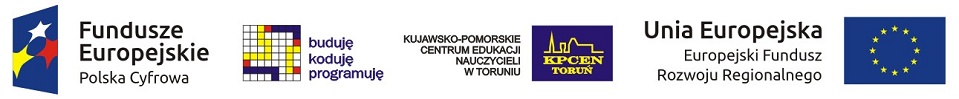 Fundusze
Europejskie
Polska Cyfrowa
buduję
koduję
programuję
KUJAWSKO-POMORSKIE
CENTRUM EDUKACJI
NAUCZYCIELI
W TORUNIU
KPCEN
TORUŃ
Unia Europejska
Europejski Fundusz
Rozwoju Regionalnego